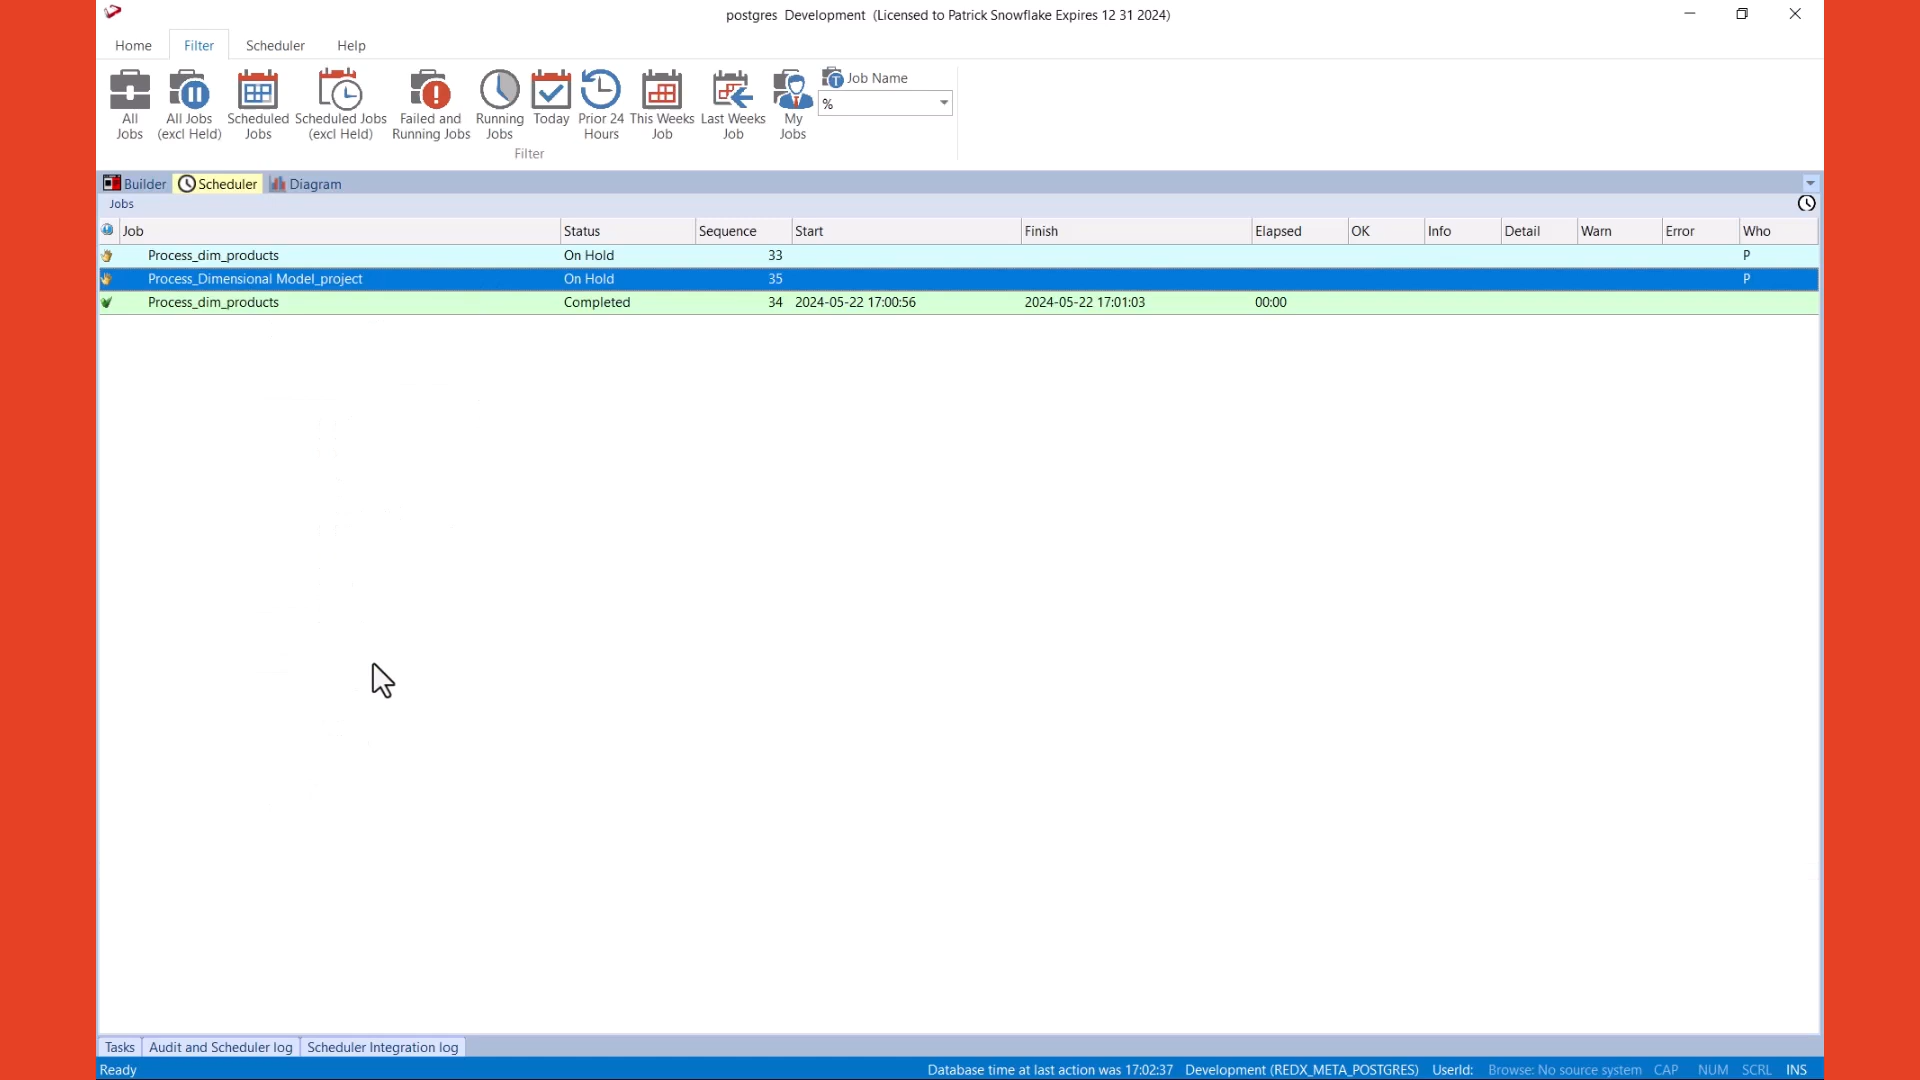 postgres Development (Licensed to Patrick Snowflake Expires 12 31 2024)
Home Filter Scheduler Help
All Jobs
All Jobs (excl Held)
Scheduled Jobs
Scheduled Jobs (excl Held)
Failed and Running Jobs
Running Jobs
Today
Prior 24 Hours
This Weeks Job
Last Weeks Job
My Jobs
Job Name
%
Filter
Builder Scheduler Diagram
Jobs
Job Status Sequence Start Finish Elapsed OK Info Detail Warn Error Who
Process_dim_products On Hold 33 P
Process_Dimensional Model_project On Hold 35 P
Process_dim_products Completed 34 2024-05-22 17:00:56 2024-05-22 17:01:03 00:00
Tasks Audit and Scheduler log Scheduler Integration log
Ready Database time at last action was 17:02:37 Development (REDX_META_POSTGRES) UserId: Browse: No source system CAP NUM SCRL INS